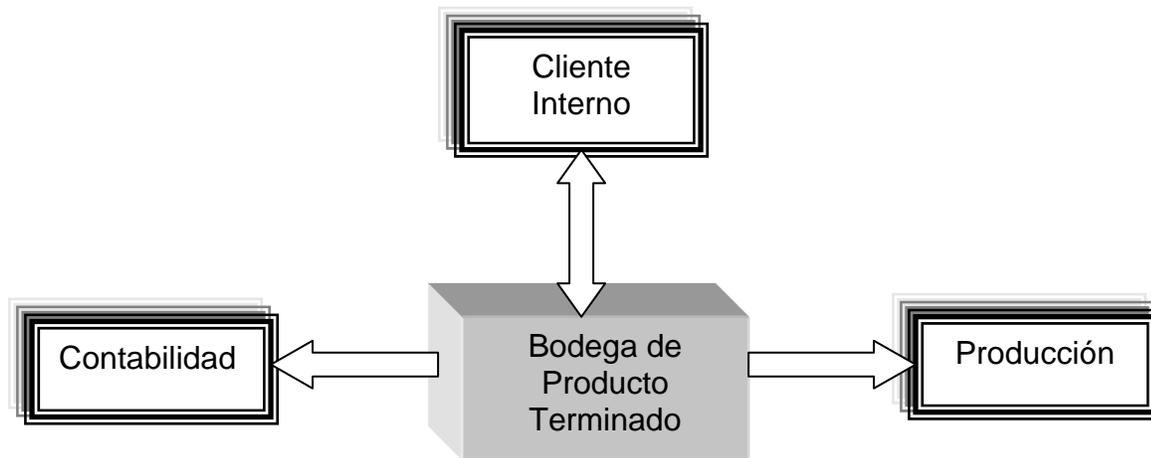 Cliente
Interno
Contabilidad
Bodega de
Producto
Terminado
Producción